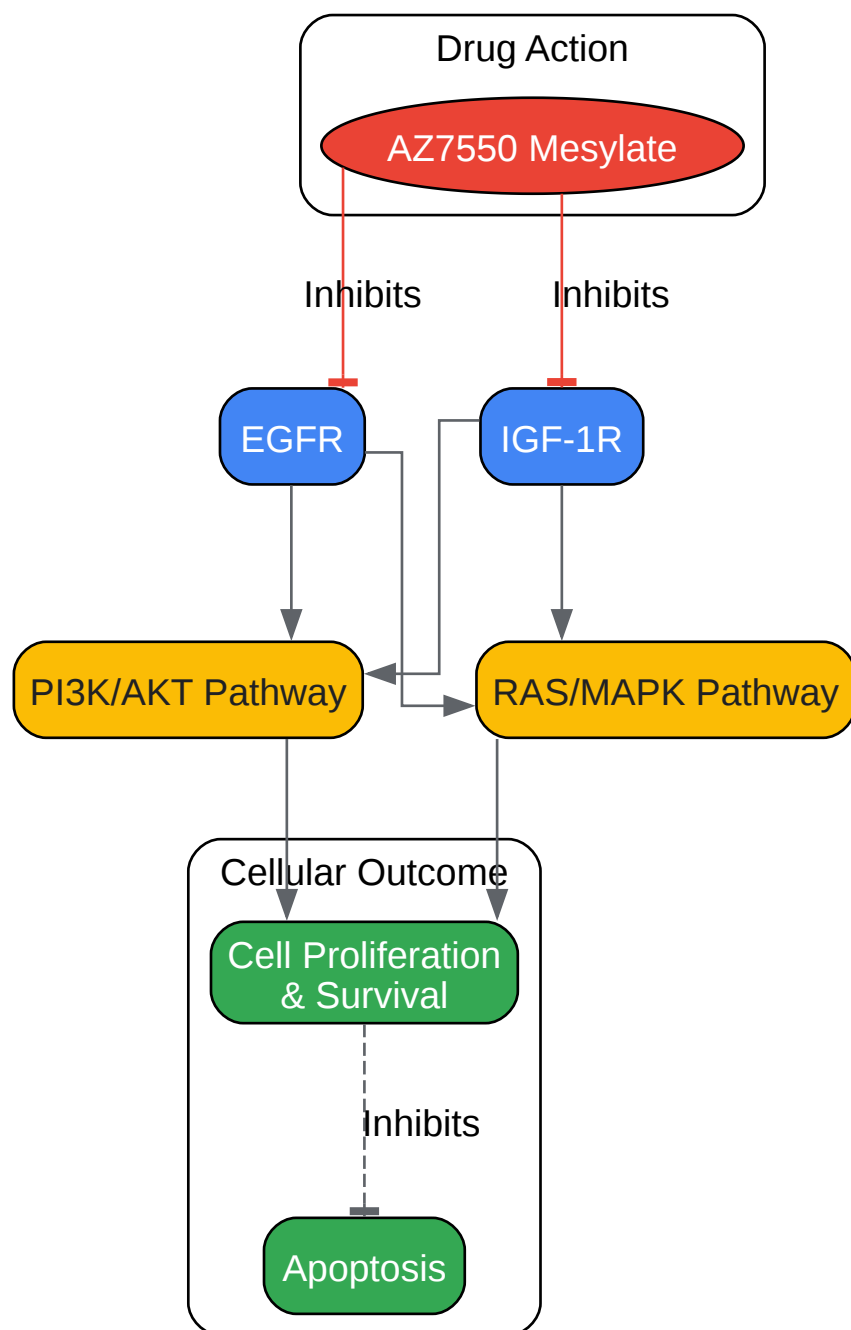 Drug Action
AZ7550 Mesylate
Inhibits
Inhibits
EGFR
IGF-1R
PI3K/AKT Pathway
RAS/MAPK Pathway
Cellular Outcome
Cell Proliferation
& Survival
Inhibits
Apoptosis